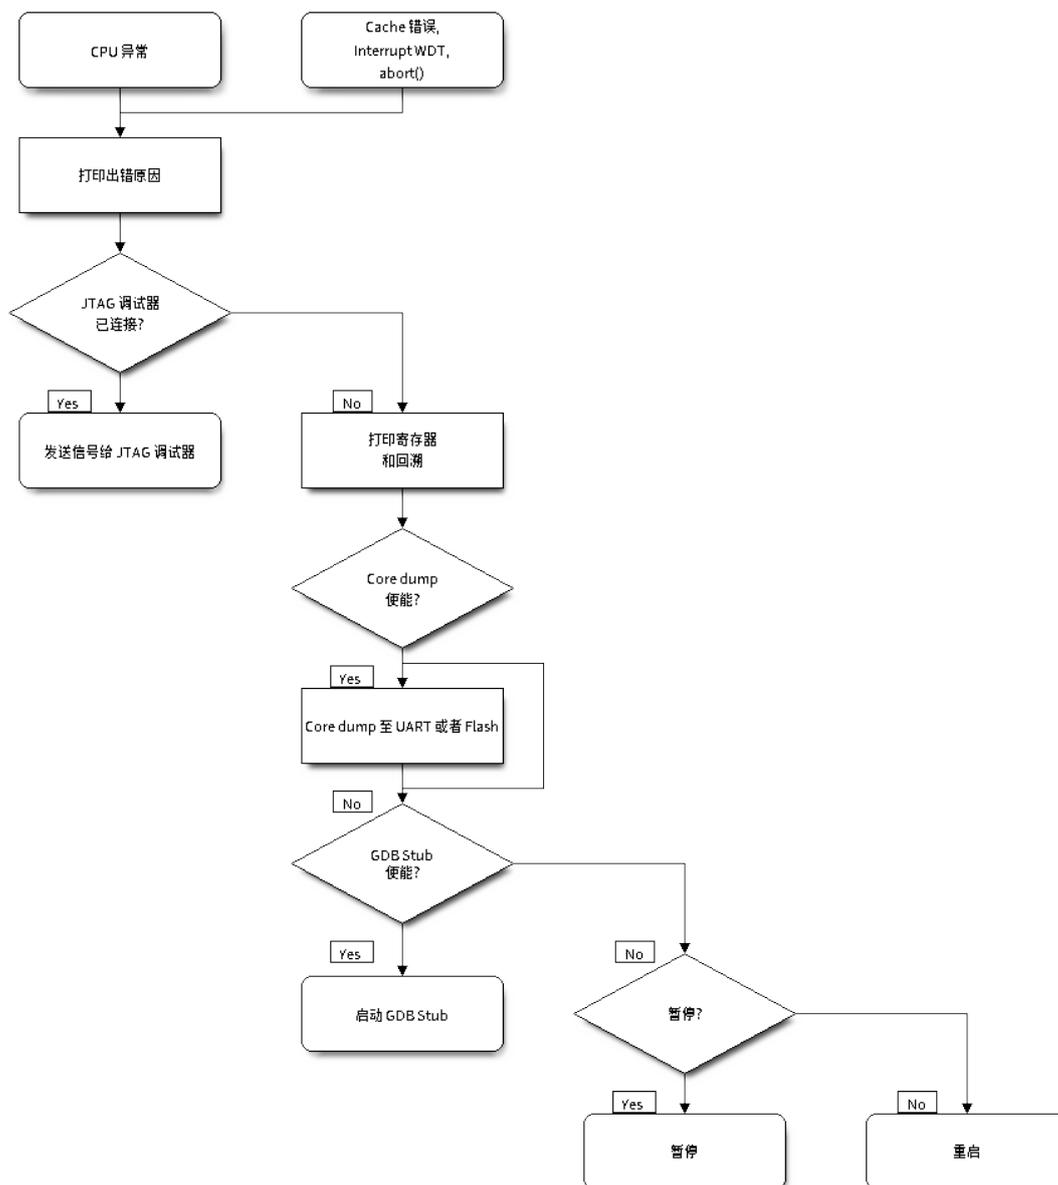 CPU 异常
Cache 错误,
Interrupt WDT,
abort()
打印出错原因
JTAG 调试器
已连接?
Yes
No
发送信号给 JTAG 调试器
打印寄存器
和回溯
Core dump
使能?
Yes
Core dump 至 UART 或者 Flash
No
GDB Stub
使能?
Yes
No
启动 GDB Stub
暂停?
Yes
No
暂停
重启